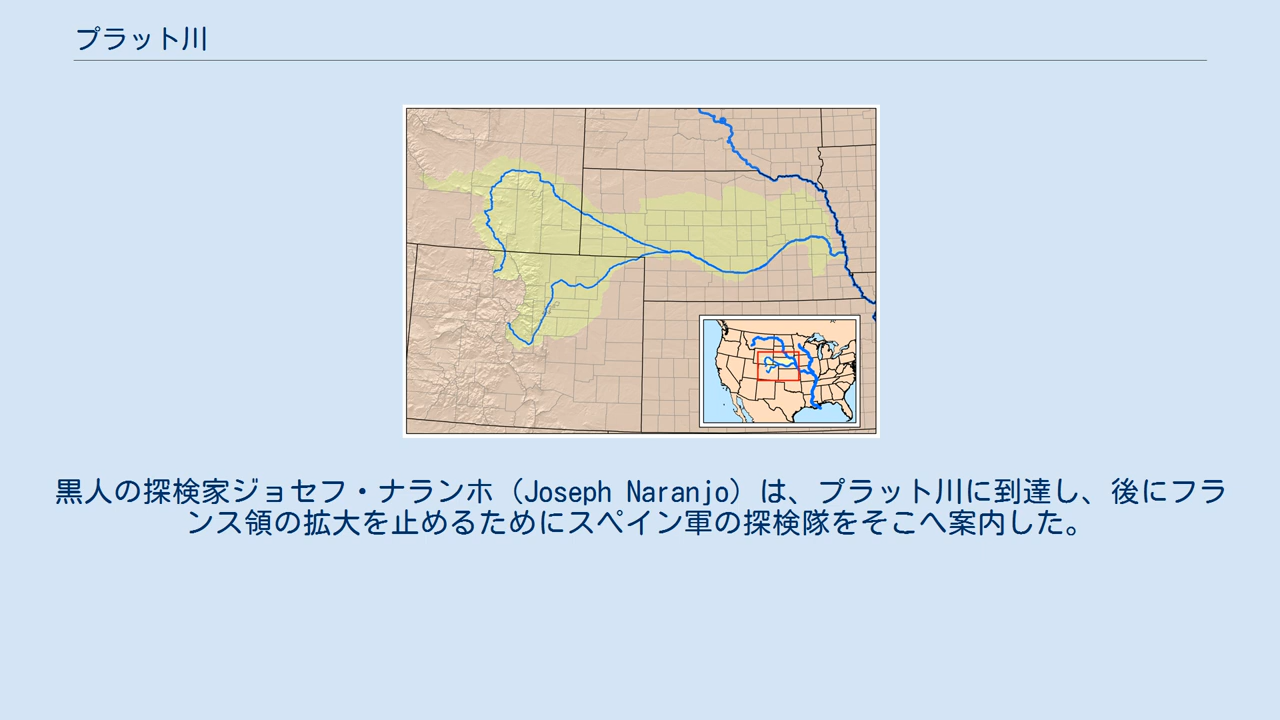 プラット川
黒人の探検家ジョセフ・ナランホ（Joseph Naranjo）は、プラット川に到達し、後にフラ
ンス領の拡大を止めるためにスペイン軍の探検隊をそこへ案内した。